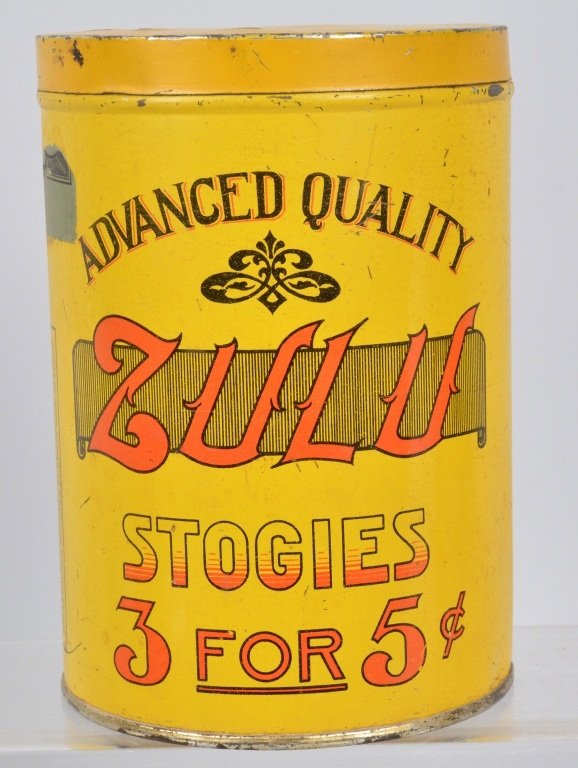 ADVANCED QUALITY
ZULU
STOGIES
3 FOR 5¢